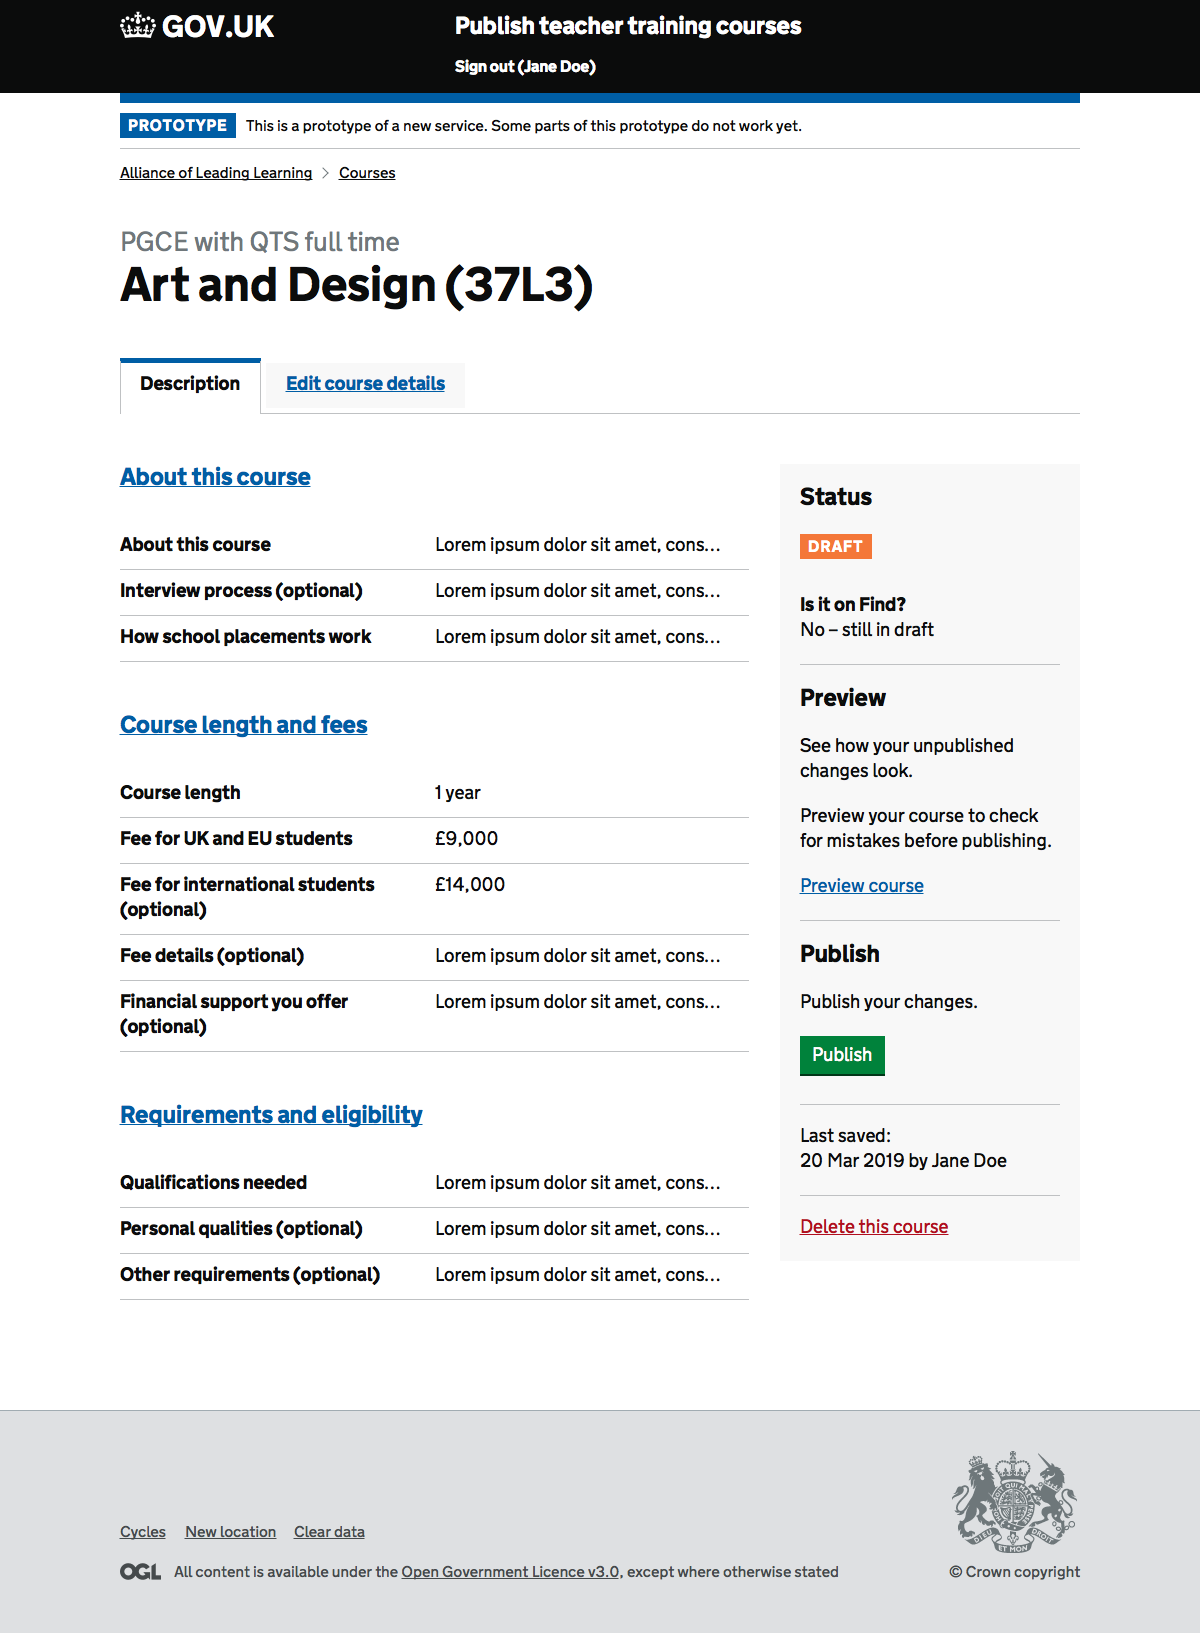 GOV.UK
Publish teacher training courses
Sign out (Jane Doe)
PROTOTYPE This is a prototype of a new service. Some parts of this prototype do not work yet.
Alliance of Leading Learning > Courses
PGCE with QTS full time
Art and Design (37L3)
Description Edit course details
About this course
About this course Lorem ipsum dolor sit amet, cons…
Interview process (optional) Lorem ipsum dolor sit amet, cons…
How school placements work Lorem ipsum dolor sit amet, cons…
Course length and fees
Course length 1 year
Fee for UK and EU students £9,000
Fee for international students £14,000
(optional)
Fee details (optional) Lorem ipsum dolor sit amet, cons…
Financial support you offer Lorem ipsum dolor sit amet, cons…
(optional)
Requirements and eligibility
Qualifications needed Lorem ipsum dolor sit amet, cons…
Personal qualities (optional) Lorem ipsum dolor sit amet, cons…
Other requirements (optional) Lorem ipsum dolor sit amet, cons…
Status
DRAFT
Is it on Find?
No – still in draft
Preview
See how your unpublished
changes look.
Preview your course to check
for mistakes before publishing.
Preview course
Publish
Publish your changes.
Publish
Last saved:
20 Mar 2019 by Jane Doe
Delete this course
Cycles New location Clear data
OGL All content is available under the Open Government Licence v3.0, except where otherwise stated
DIEU ET MON DROIT
© Crown copyright